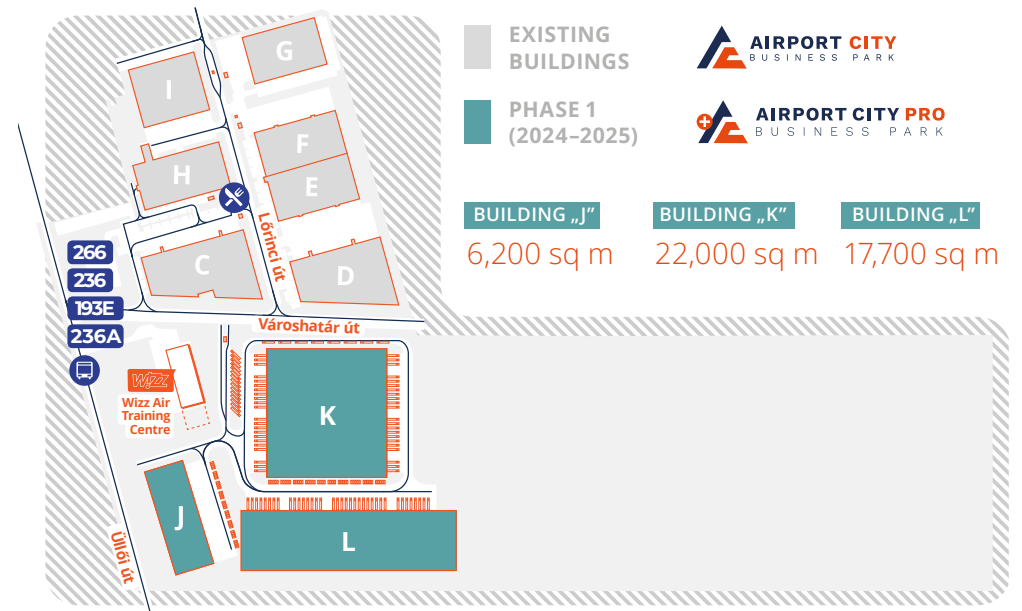 EXISTING
BUILDINGS
PHASE 1
(2024–2025)
AIRPORT CITY
BUSINESS PARK
AIRPORT CITY PRO
BUSINESS PARK
BUILDING „J”
6,200 sq m
BUILDING „K”
22,000 sq m
BUILDING „L”
17,700 sq m
G
I
F
H
E
C
D
Lőrinci út
266
236
193E
236A
Városhatár út
WIZZ
Wizz Air
Training
Centre
K
J
L
Üllői út